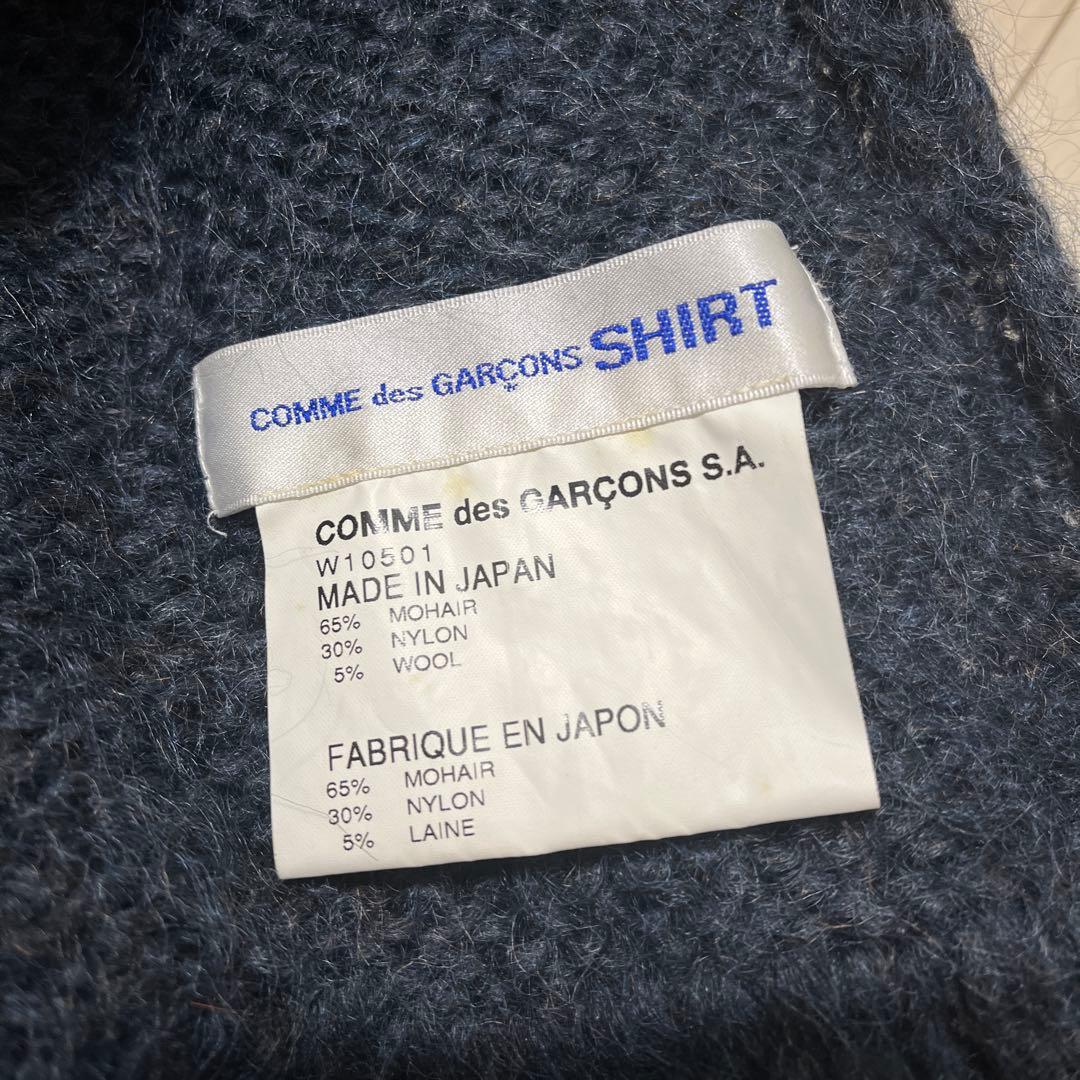 COMME des GARÇONS SHIRT
COMME des GARÇONS S.A.
W10501
MADE IN JAPAN
65% MOHAIR
30% NYLON
5% WOOL
FABRIQUE EN JAPON
65% MOHAIR
30% NYLON
5% LAINE